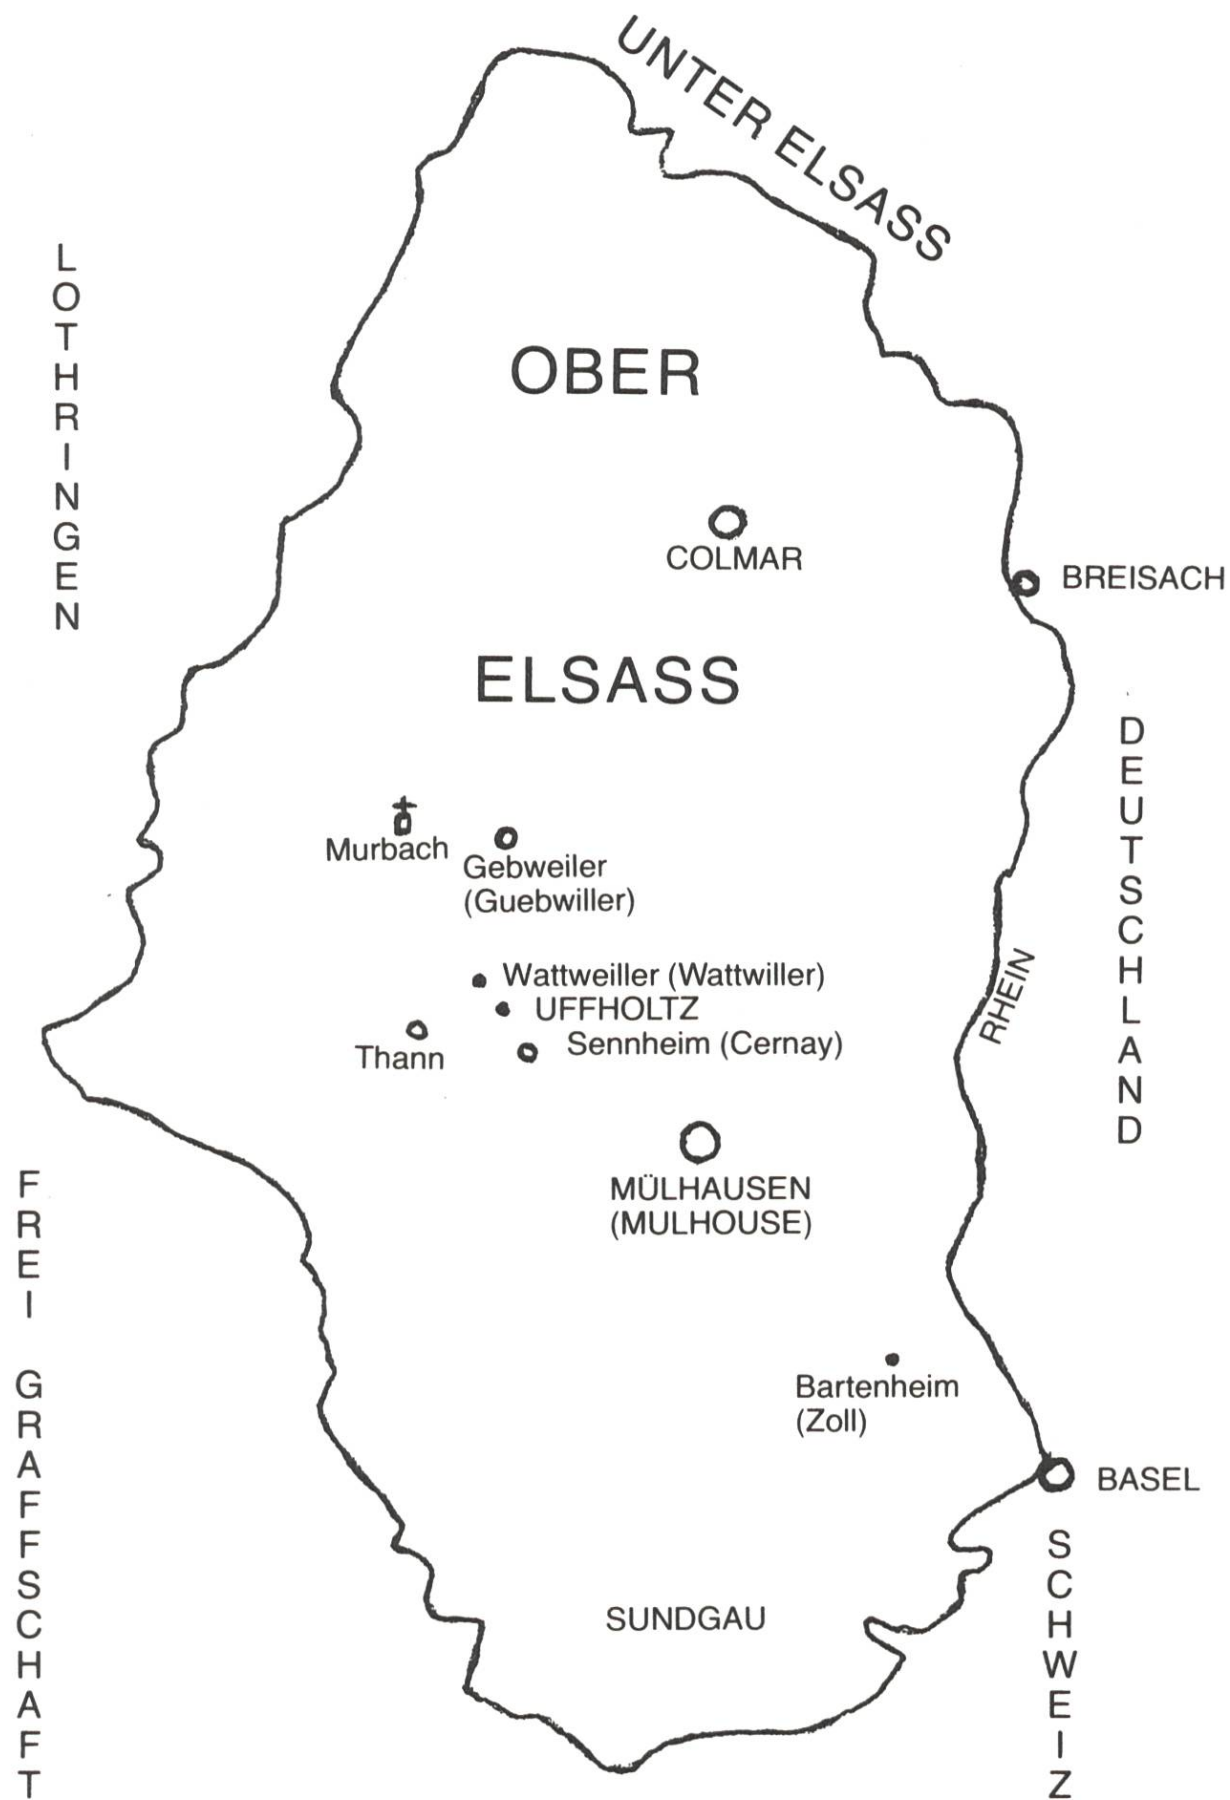 UNTER ELSASS
LOTHRINGEN
OBER
COLMAR
BREISACH
ELSASS
DEUTSCHLAND
Murbach
Gebweiler
(Guebwiller)
Wattweiller (Wattwiller)
UFFHOLTZ
Sennheim (Cernay)
Thann
RHEIN
MÜLHAUSEN
(MULHOUSE)
FREI GRAFFSCHAFT
Bartenheim
(Zoll)
BASEL
SCHWEIZ
SUNDGAU